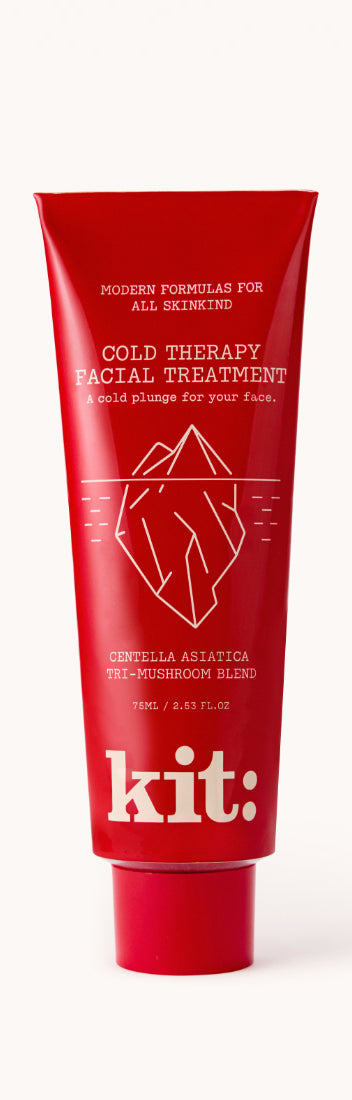 MODERN FORMULAS FOR
ALL SKINKIND
COLD THERAPY
FACIAL TREATMENT
A cold plunge for your face.
CENTELLA ASIATICA
TRI-MUSHROOM BLEND
75ML / 2.53 FL.OZ
kit: